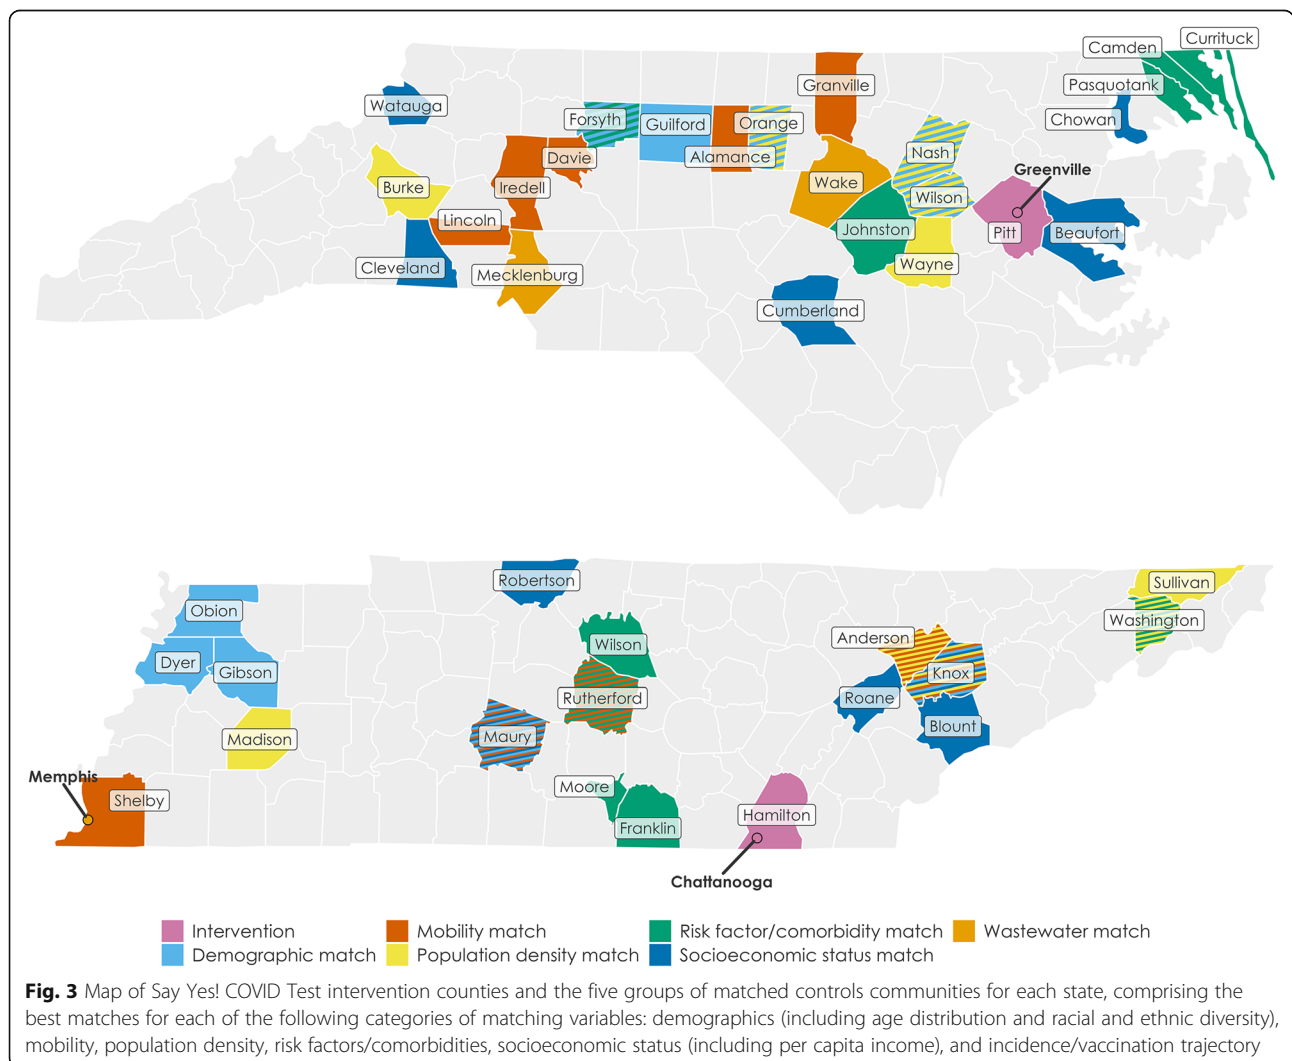 Currituck
Camden
Pasquotank
Granville
Watauga
Chowan
Forsyth
Guilford
Orange
Nash
Davie
Alamance
Greenville
Wake
Burke
Iredell
Wilson
Lincoln
Johnston
Pitt
Beaufort
Wayne
Cleveland
Mecklenburg
Cumberland
Robertson
Sullivan
Obion
Washington
Anderson
Wilson
Dyer
Gibson
Knox
Rutherford
Roane
Blount
Maury
Madison
Memphis
Moore
Shelby
Hamilton
Franklin
Chattanooga
Intervention Mobility match Risk factor/comorbidity match Wastewater match
Demographic match Population density match Socioeconomic status match
Fig. 3 Map of Say Yes! COVID Test intervention counties and the five groups of matched controls communities for each state, comprising the
best matches for each of the following categories of matching variables: demographics (including age distribution and racial and ethnic diversity),
mobility, population density, risk factors/comorbidities, socioeconomic status (including per capita income), and incidence/vaccination trajectory